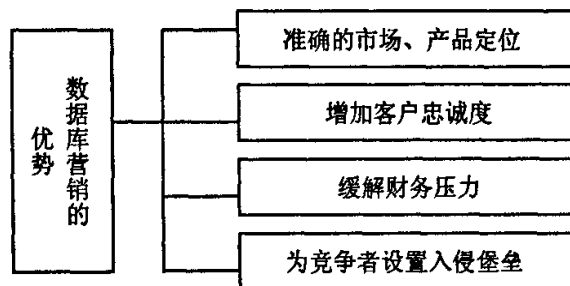 数据库营销的
优势
准确的市场、产品定位
增加客户忠诚度
缓解财务压力
为竞争者设置入侵堡垒